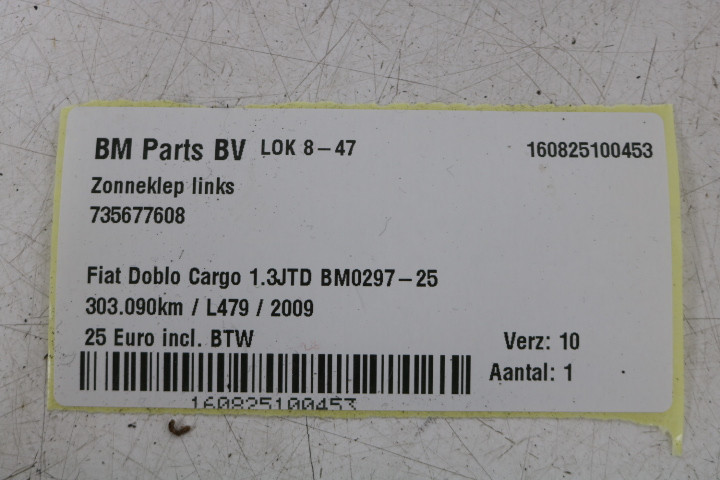 BM Parts BV LOK 8-47 160825100453
Zonneklep links
735677608
Fiat Doblo Cargo 1.3JTD BM0297-25
303.090km / L479 / 2009
25 Euro incl. BTW Verz: 10
Aantal: 1
160825100453